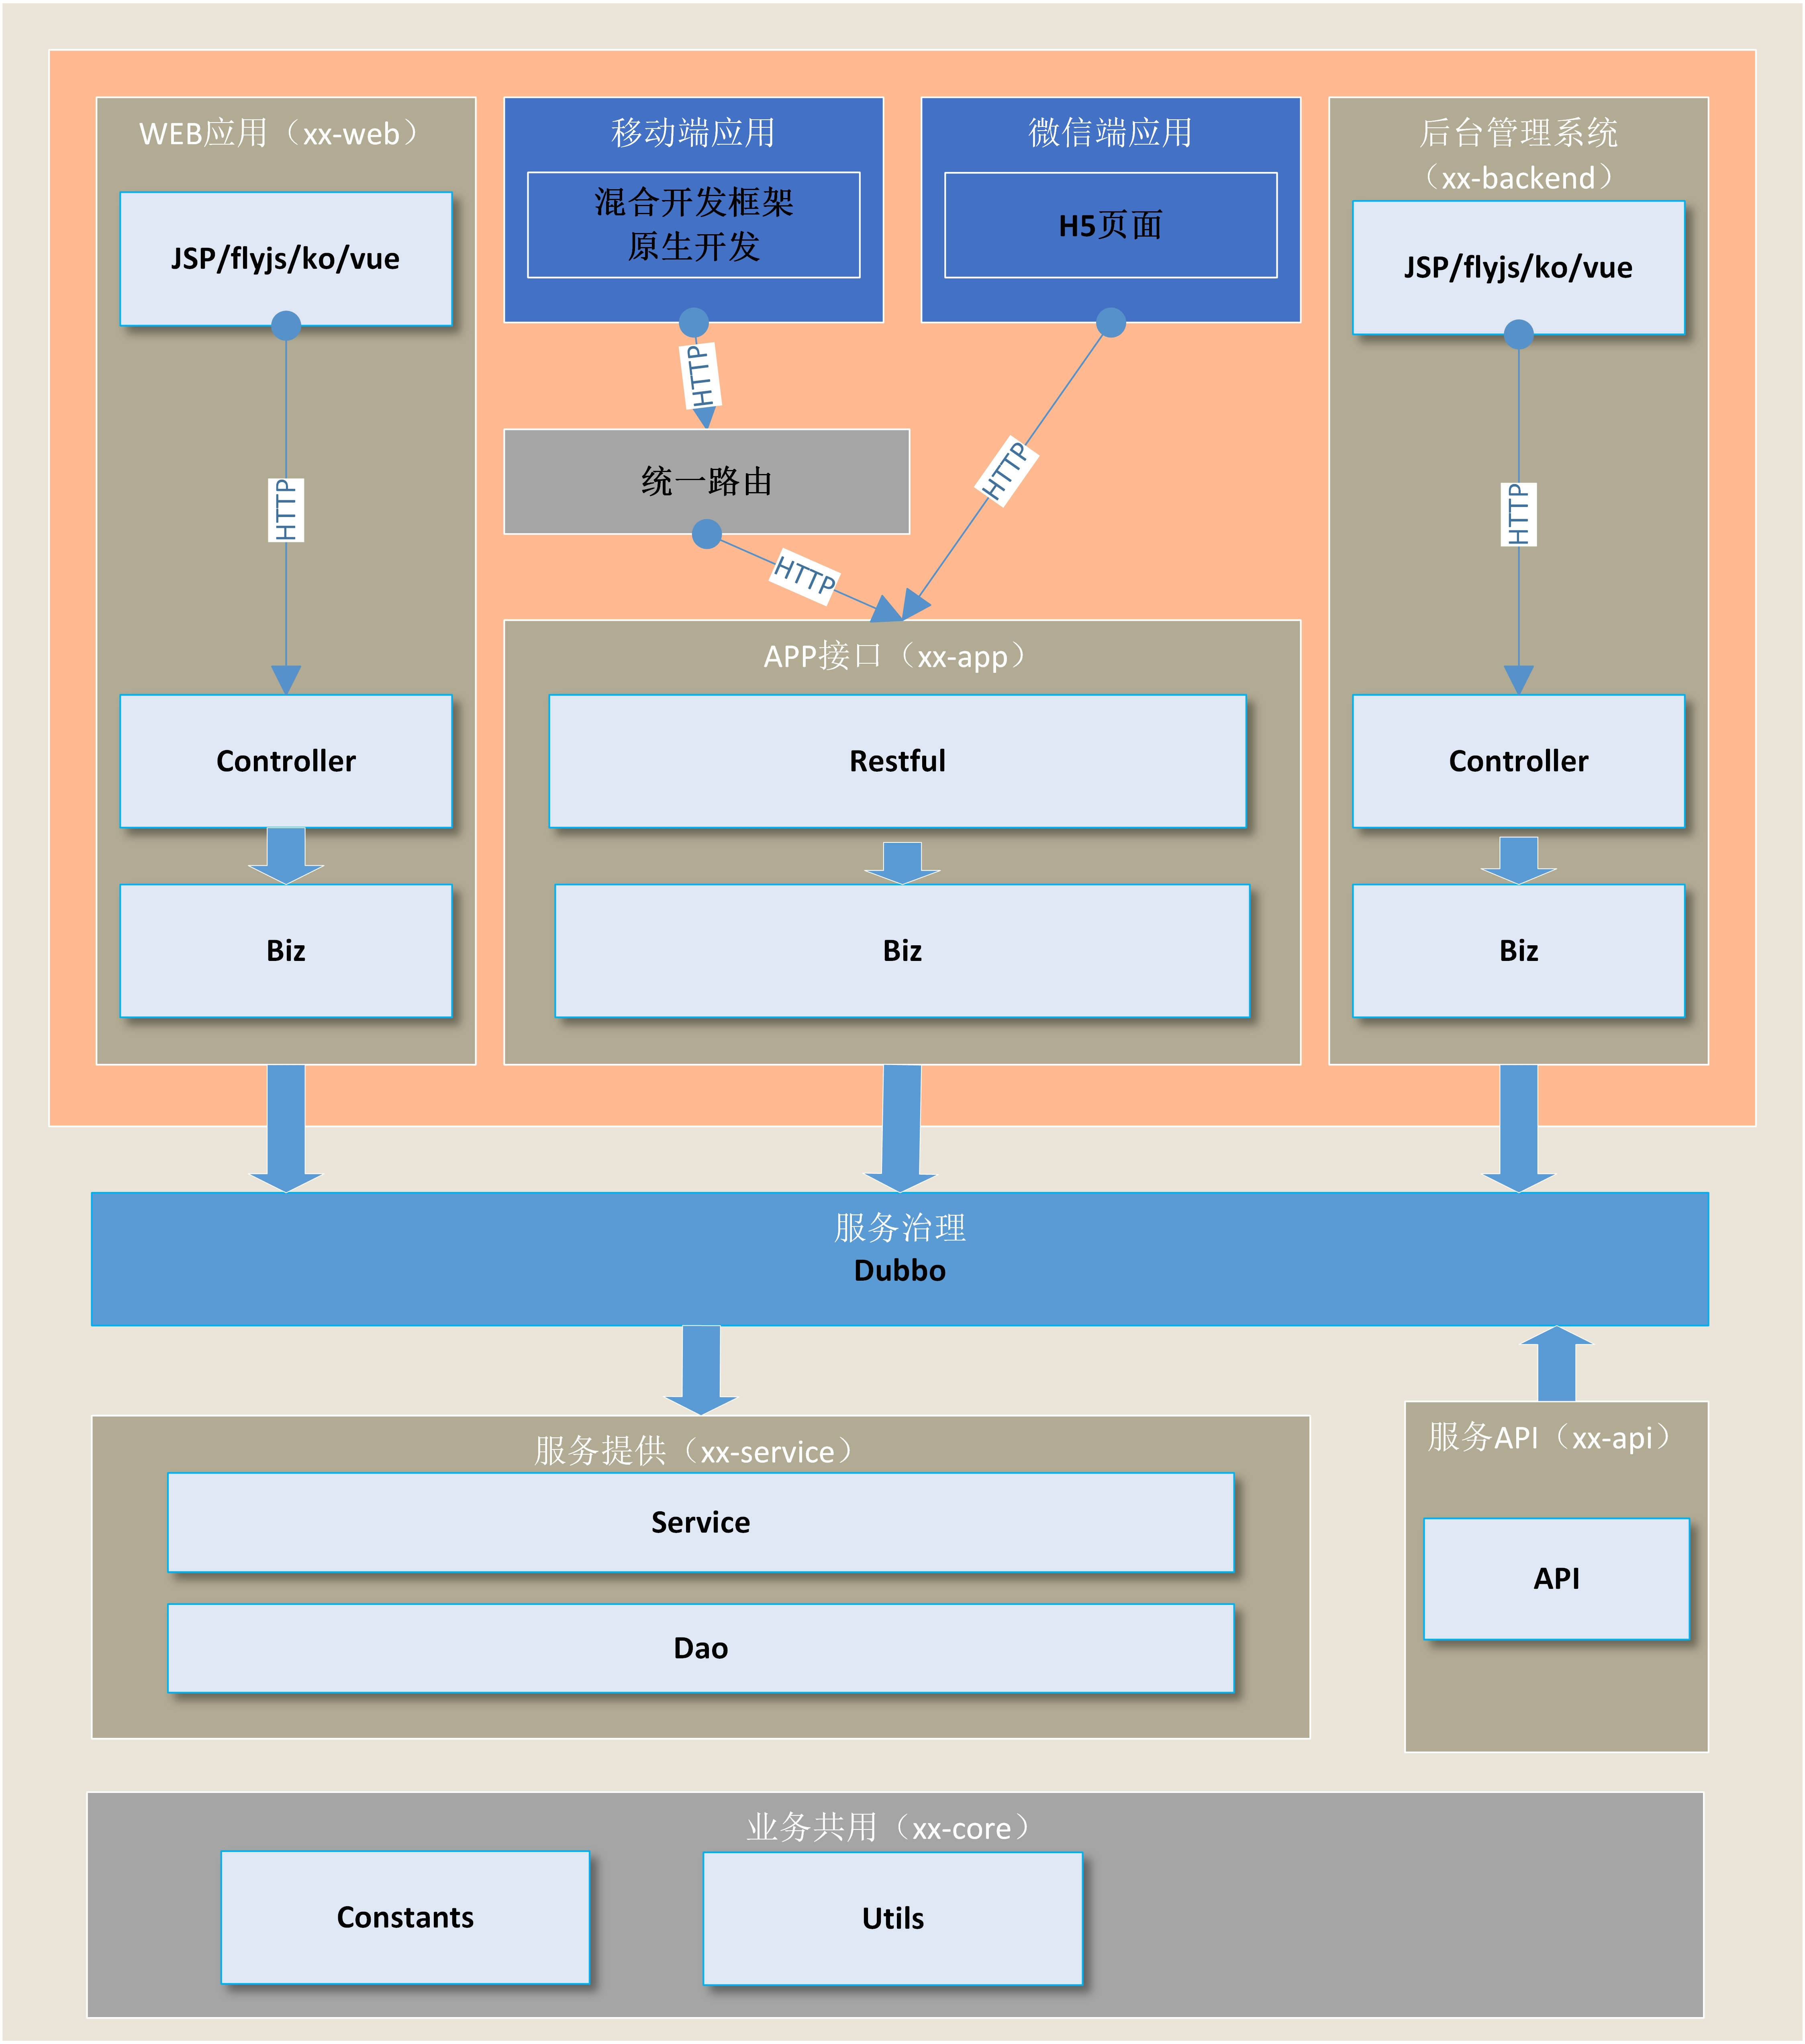 WEB应用（xx-web）
JSP/flyjs/ko/vue
HTTP
Controller
Biz
移动端应用
混合开发框架
原生开发
HTTP
统一路由
HTTP
微信端应用
H5页面
HTTP
APP接口（xx-app）
Restful
Biz
后台管理系统
（xx-backend）
JSP/flyjs/ko/vue
HTTP
Controller
Biz
服务治理
Dubbo
服务提供（xx-service）
Service
Dao
服务API（xx-api）
API
业务共用（xx-core）
Constants
Utils